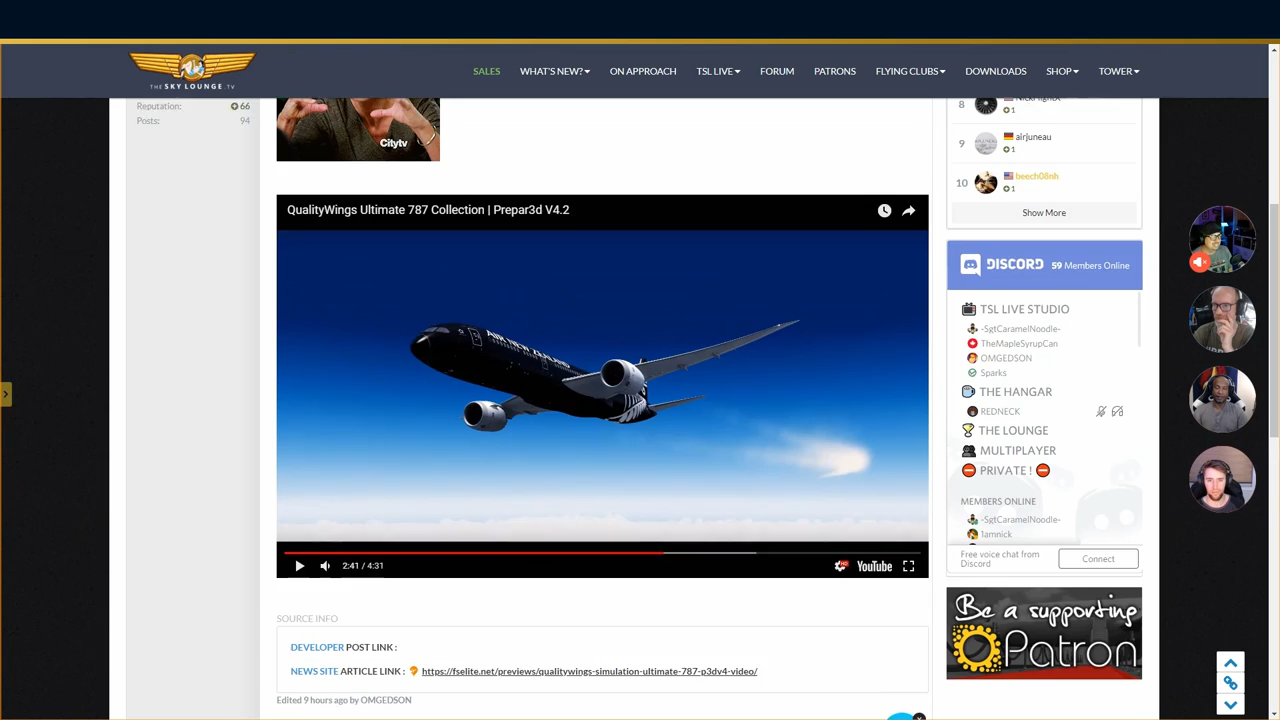 THE SKY LOUNGE .TV
SALES
WHAT'S NEW?
ON APPROACH
TSL LIVE
FORUM
PATRONS
FLYING CLUBS
DOWNLOADS
SHOP
TOWER
Reputation: 66
Posts: 94
Citytv
QualityWings Ultimate 787 Collection | Prepar3d V4.2
2:41 / 4:31
HD
YouTube
SOURCE INFO
DEVELOPER POST LINK :
NEWS SITE ARTICLE LINK : https://fselite.net/previews/qualitywings-simulation-ultimate-787-p3dv4-video/
Edited 9 hours ago by OMGEDSON
8
1
9 airjuneau
1
10 beech08nh
1
Show More
DISCORD 59 Members Online
TSL LIVE STUDIO
-SgtCaramelNoodle-
TheMapleSyrupCan
OMGEDSON
Sparks
THE HANGAR
REDNECK
THE LOUNGE
MULTIPLAYER
PRIVATE !
MEMBERS ONLINE
-SgtCaramelNoodle-
1amnick
Free voice chat from
Discord
Connect
Be a supporting
Patron